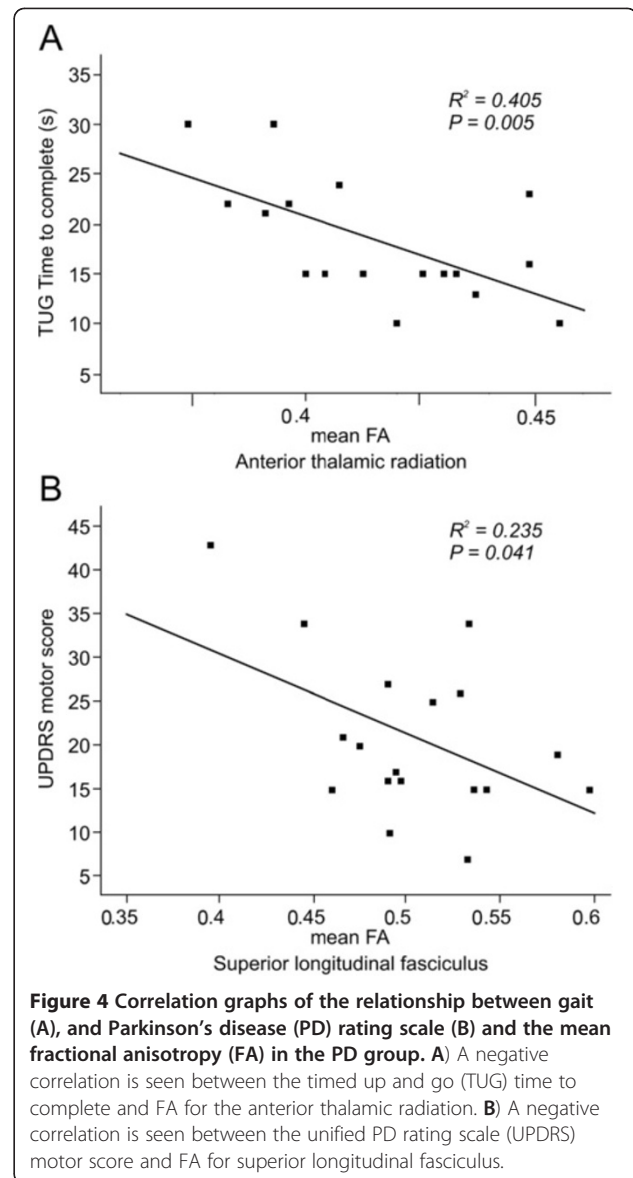 A
TUG Time to complete (s)
35
30
25
20
15
10
5
R² = 0.405
P = 0.005
0.4
0.45
mean FA
Anterior thalamic radiation
B
UPDRS motor score
45
40
35
30
25
20
15
10
5
R² = 0.235
P = 0.041
0.35
0.4
0.45
0.5
0.55
0.6
mean FA
Superior longitudinal fasciculus
Figure 4 Correlation graphs of the relationship between gait
(A), and Parkinson's disease (PD) rating scale (B) and the mean
fractional anisotropy (FA) in the PD group. A) A negative
correlation is seen between the timed up and go (TUG) time to
complete and FA for the anterior thalamic radiation. B) A negative
correlation is seen between the unified PD rating scale (UPDRS)
motor score and FA for superior longitudinal fasciculus.